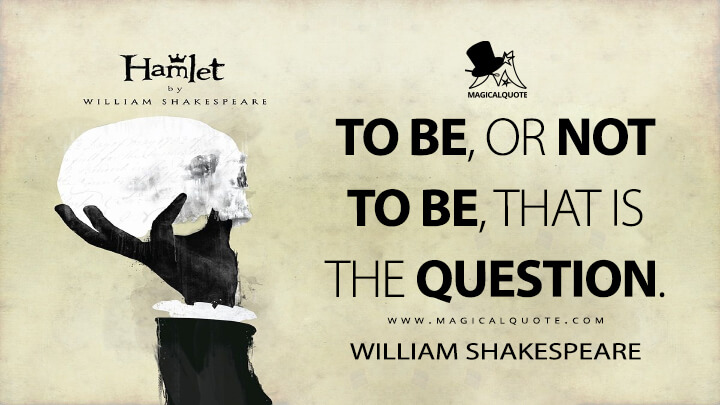 Hamlet
by
WILLIAM SHAKESPEARE
MAGICALQUOTE
TO BE, OR NOT
TO BE, THAT IS
THE QUESTION.
WWW.MAGICALQUOTE.COM
WILLIAM SHAKESPEARE